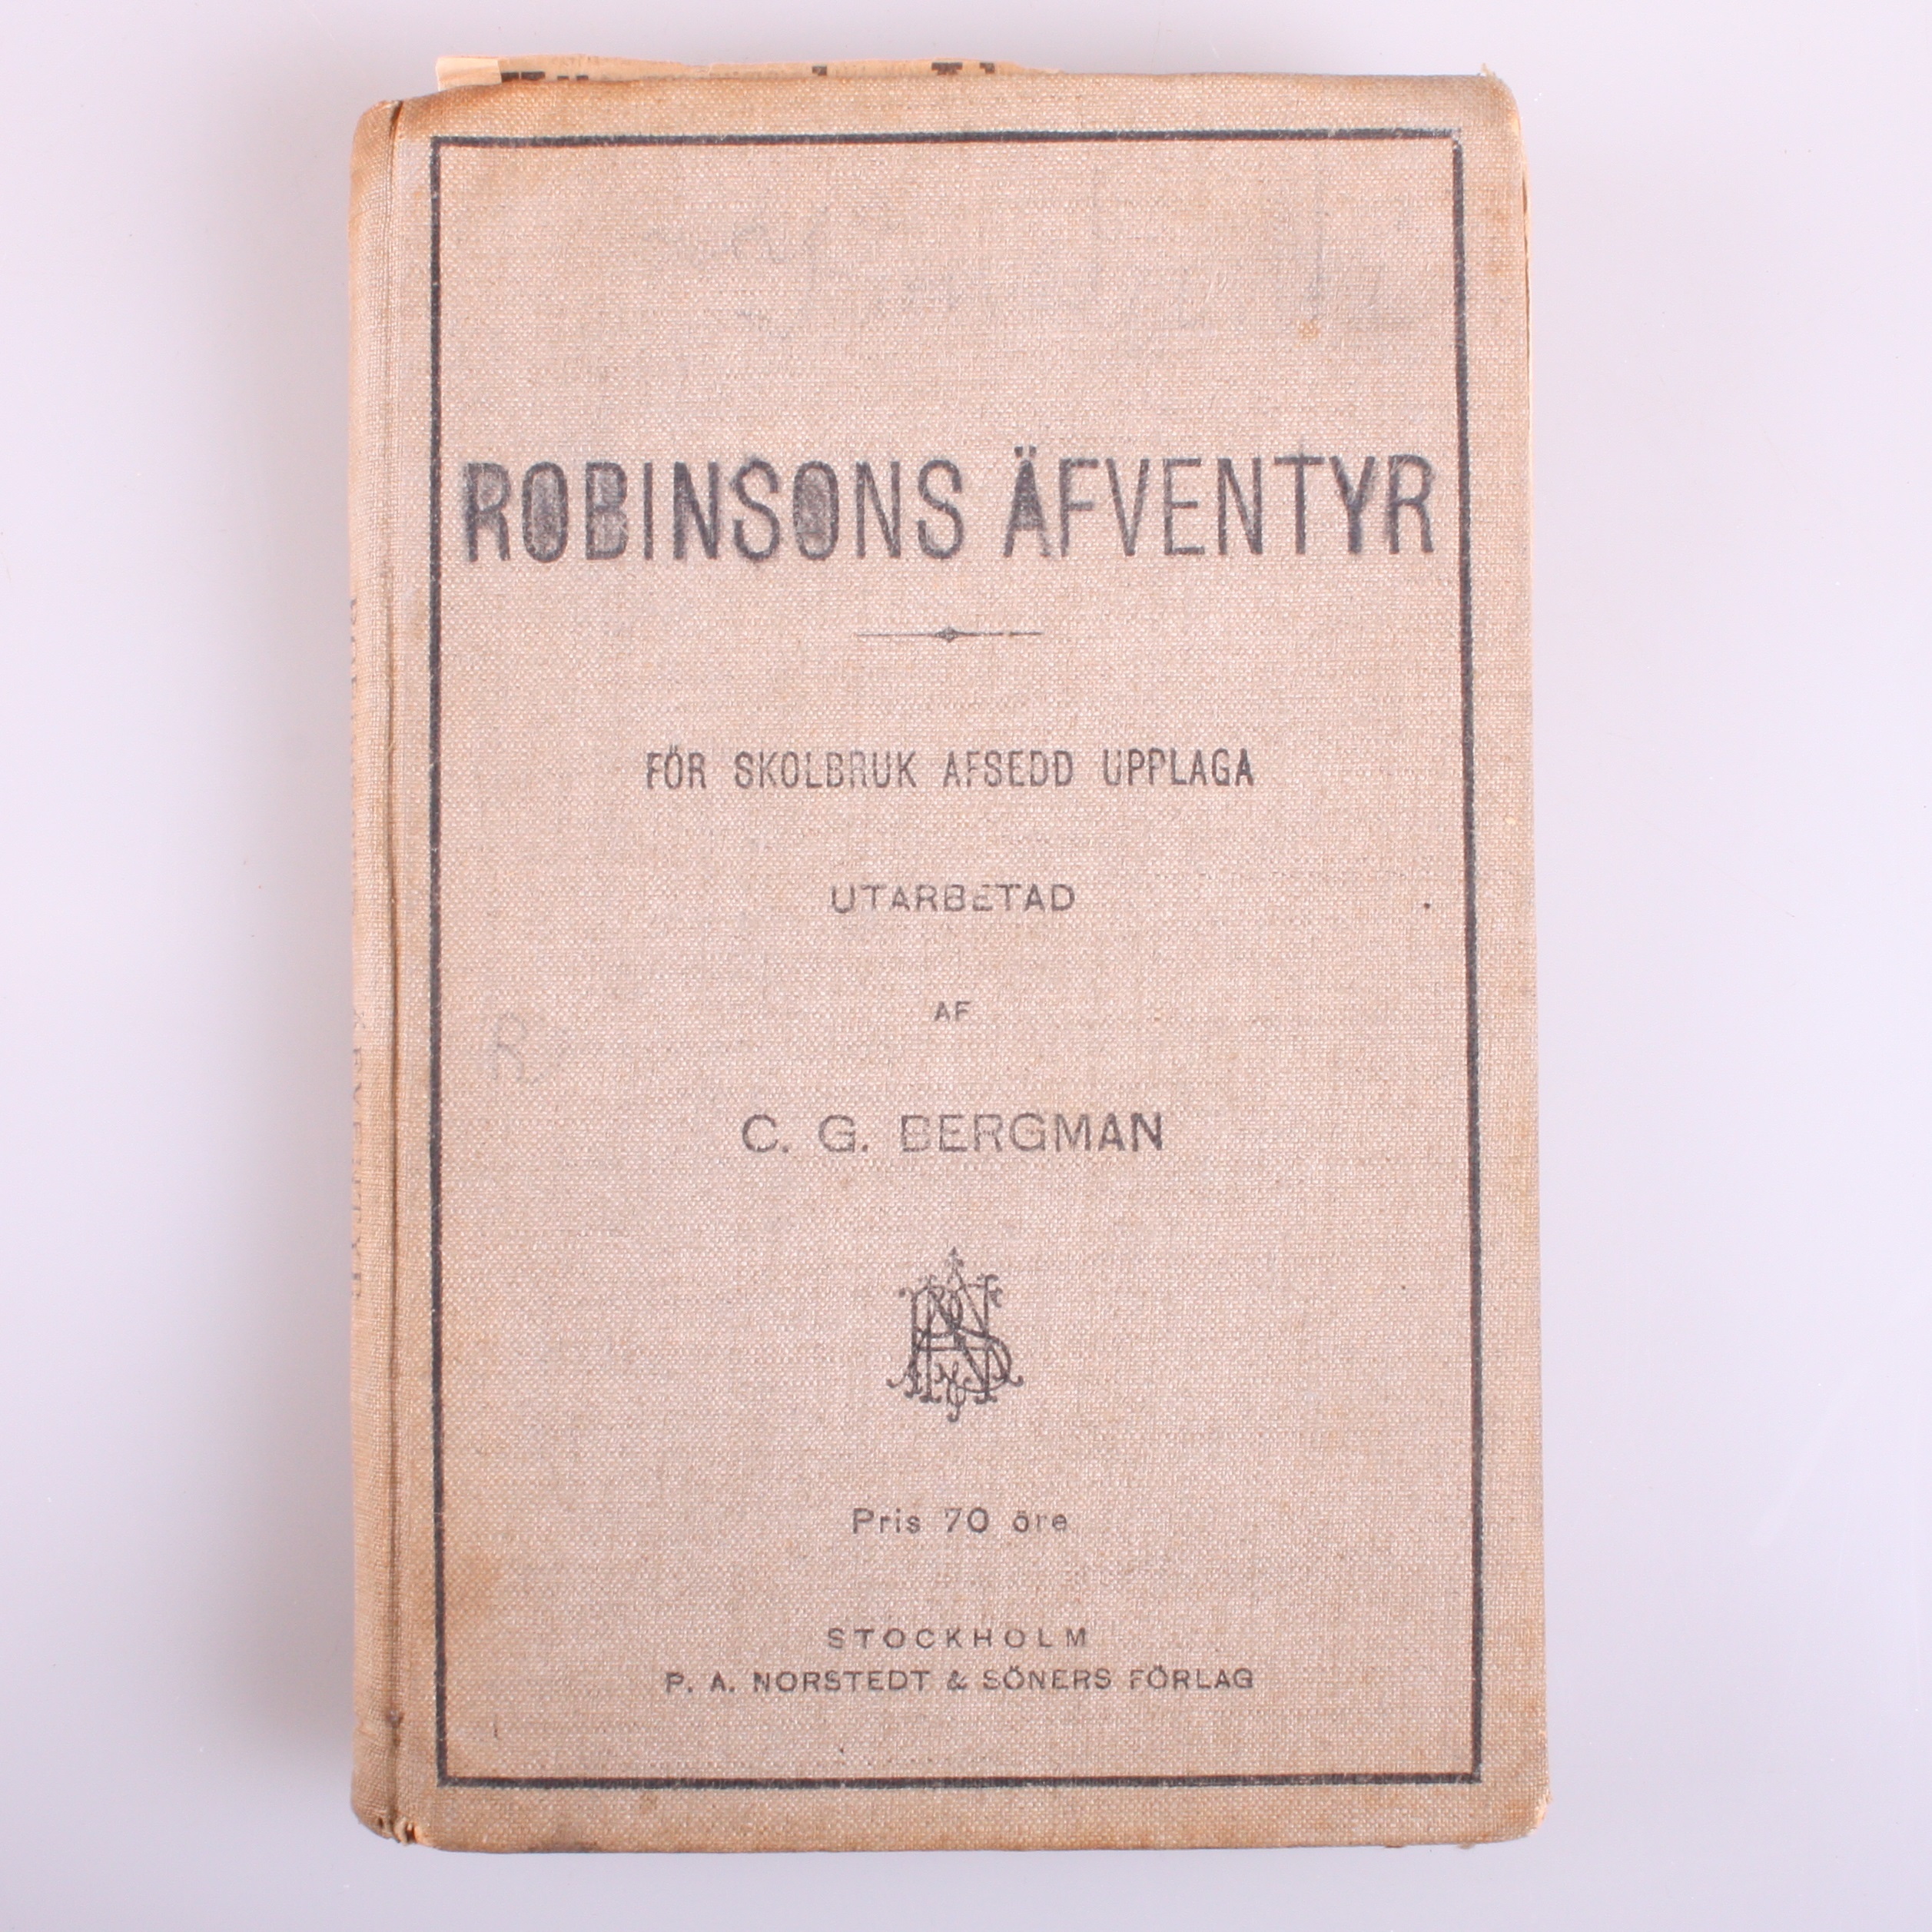 ROBINSONS ÄFVENTYR
FÖR SKOLBRUK AFSEDD UPPLAGA
UTARBETAD
AF
C. G. BERGMAN
Pris 70 öre
STOCKHOLM
P. A. NORSTEDT & SÖNERS FÖRLAG